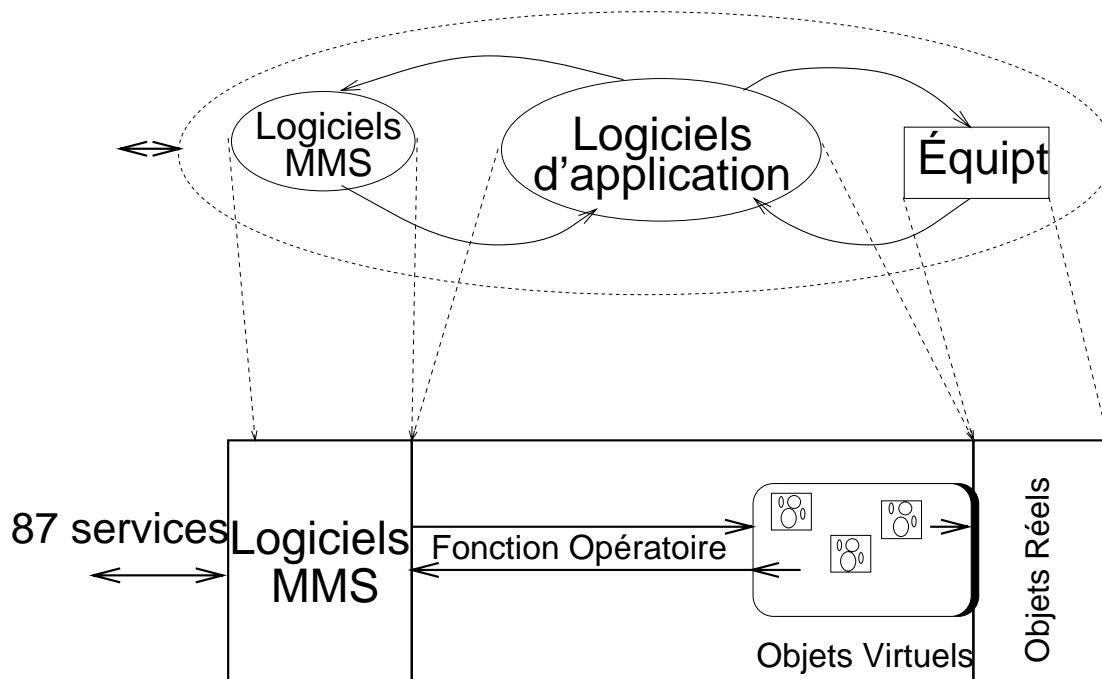 Logiciels
MMS
Logiciels
d'application
Équipt
87 services
Logiciels
MMS
Fonction Opératoire
Objets Virtuels
Objets Réels